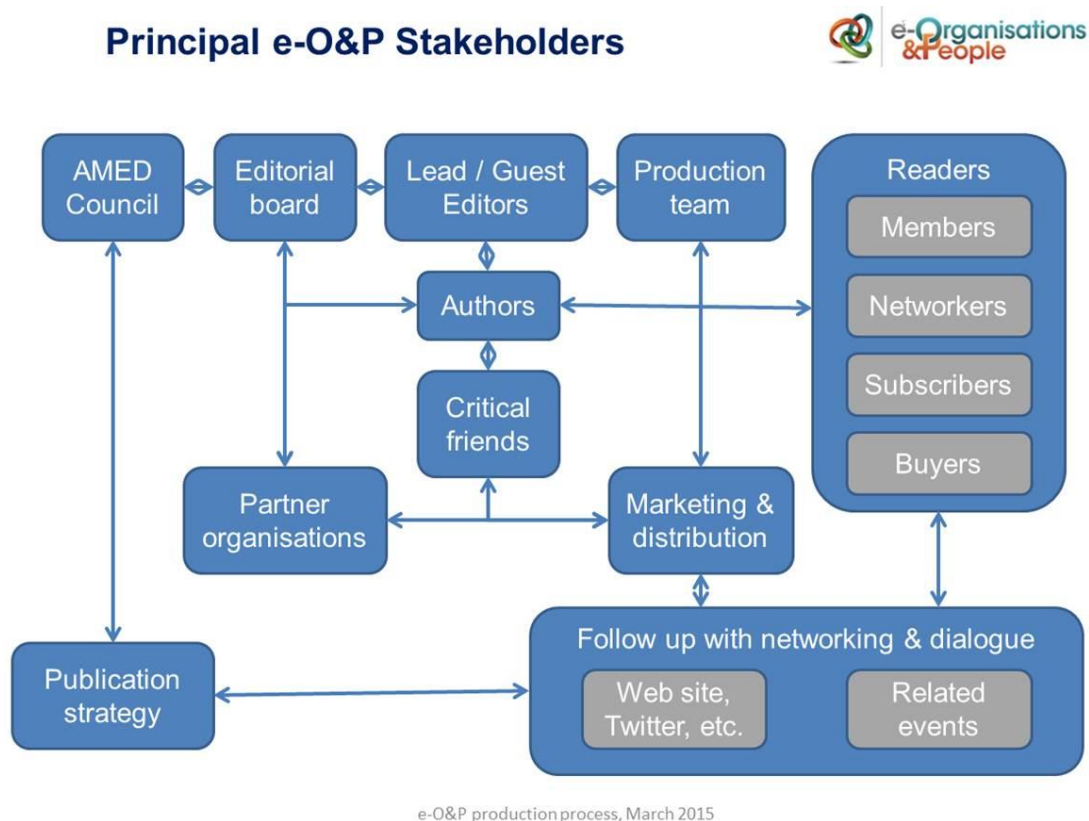 Principal e-O&P Stakeholders
e-Organisations
&People
AMED
Council
Editorial
board
Lead / Guest
Editors
Production
team
Readers
Members
Networkers
Subscribers
Buyers
Authors
Critical
friends
Partner
organisations
Marketing &
distribution
Publication
strategy
Follow up with networking & dialogue
Web site,
Twitter, etc.
Related
events
e-O&P production process, March 2015